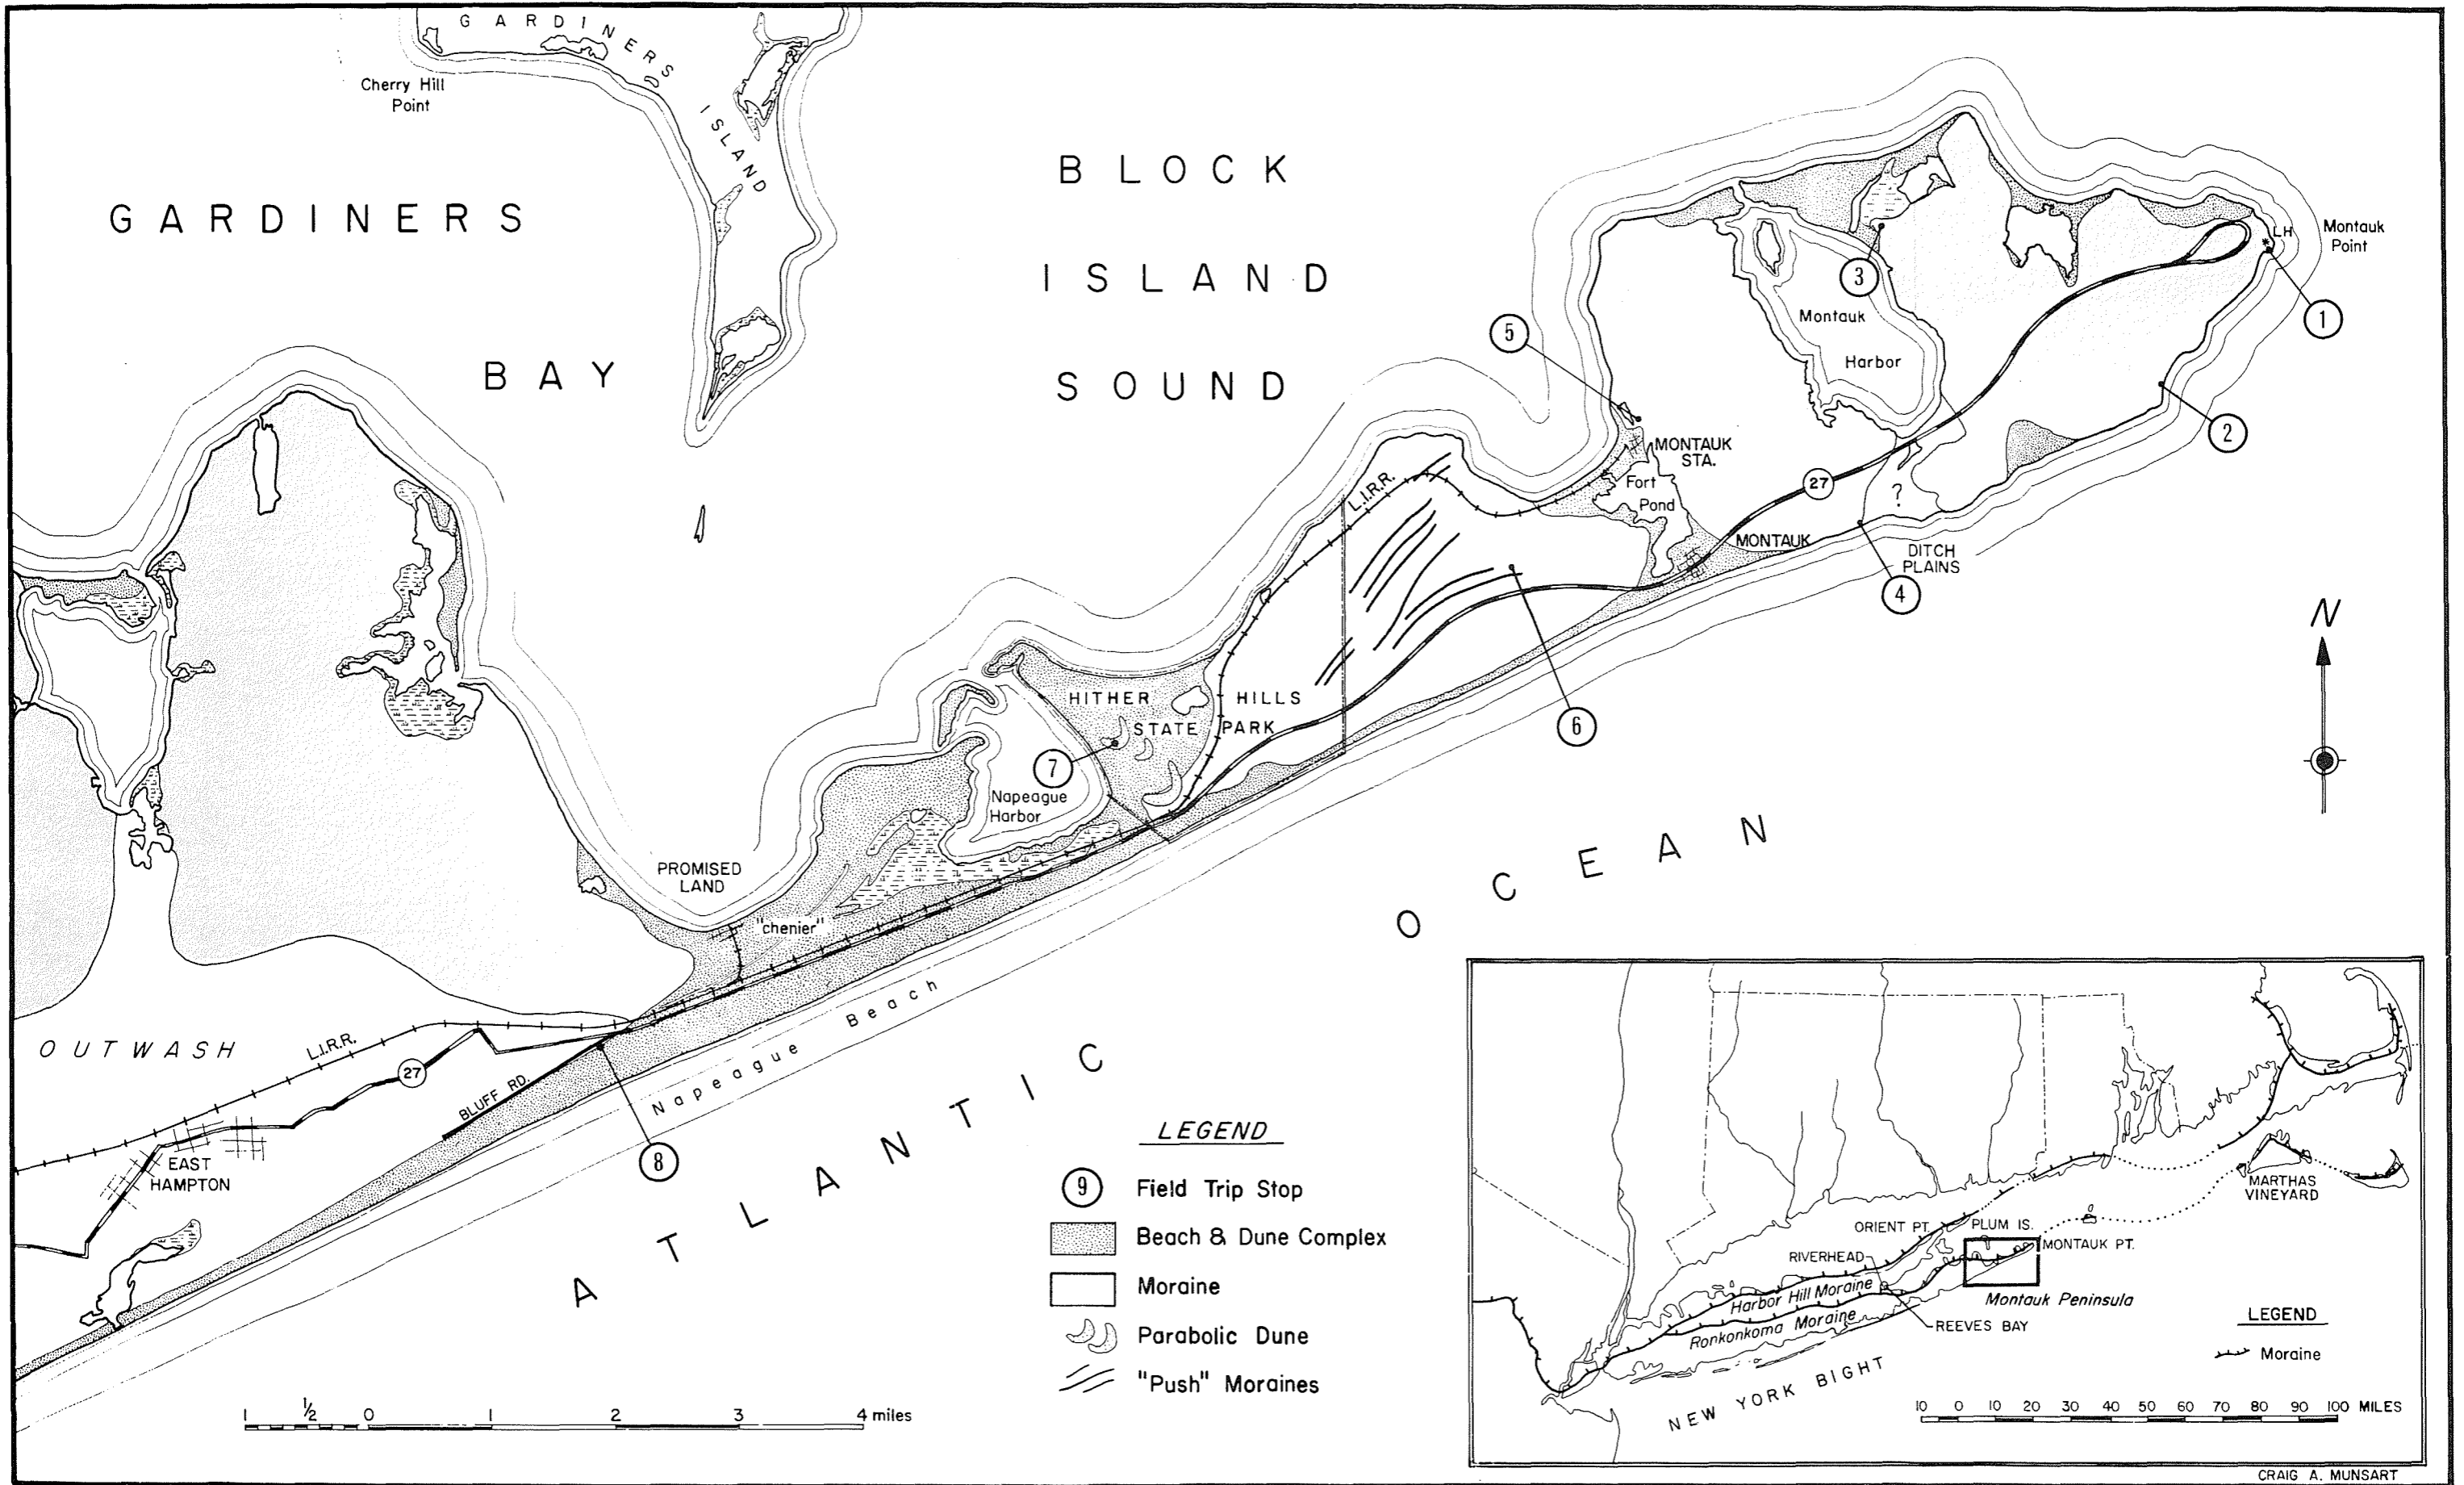 GARDINERS ISLAND
Cherry Hill
Point
GARDINERS
BAY
BLOCK
ISLAND
SOUND
Montauk
Point
LH
1
2
3
Montauk
Harbor
5
MONTAUK
STA.
Fort
Pond
27
?
MONTAUK
DITCH
PLAINS
4
L.I.R.R.
6
HITHER HILLS
STATE PARK
7
Napeague
Harbor
PROMISED
LAND
"chenier"
N
Napeague Beach
ATLANTIC OCEAN
OUTWASH
L.I.R.R.
27
BLUFF RD.
8
EAST
HAMPTON
LEGEND
9 Field Trip Stop
Beach & Dune Complex
Moraine
Parabolic Dune
"Push" Moraines
1 1/2 0 1 2 3 4 miles
MARTHAS
VINEYARD
ORIENT PT.
PLUM IS.
RIVERHEAD
MONTAUK PT.
Harbor Hill Moraine
Ronkonkoma Moraine
Montauk Peninsula
REEVES BAY
NEW YORK BIGHT
LEGEND
Moraine
10 0 10 20 30 40 50 60 70 80 90 100 MILES
CRAIG A. MUNSART